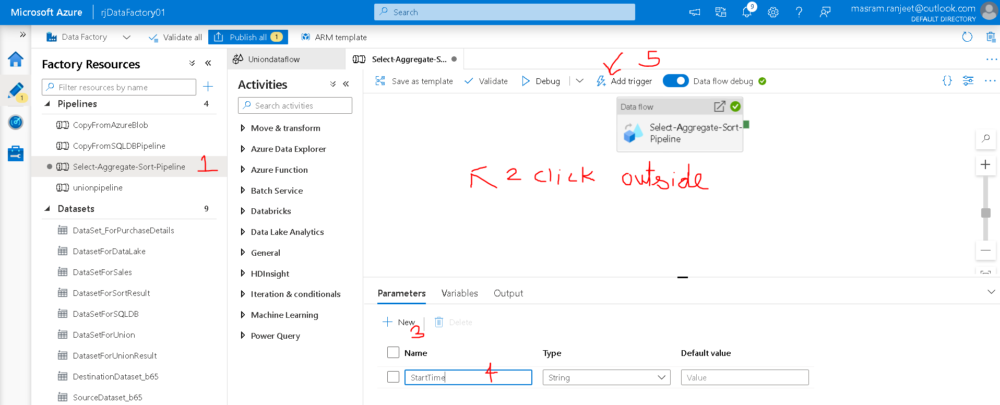 Microsoft Azure
rjDataFactory01
Search
9
masram.ranjeet@outlook.com
DEFAULT DIRECTORY
Data Factory
Validate all
Publish all 1
ARM template
1
Factory Resources
Filter resources by name
Pipelines 4
CopyFromAzureBlob
CopyFromSQLDBPipeline
Select-Aggregate-Sort-Pipeline 1
unionpipeline
Datasets 9
DataSet_ForPurchaseDetails
DatasetForDataLake
DataSetForSales
DatasetForSortResult
DataSetForSQLDB
DataSetForUnion
DatasetForUnionResult
DestinationDataset_b65
SourceDataset_b65
Uniondataflow
Select-Aggregate-S...
Activities
Search activities
Move & transform
Azure Data Explorer
Azure Function
Batch Service
Databricks
Data Lake Analytics
General
HDInsight
Iteration & conditionals
Machine Learning
Power Query
5
Save as template
Validate
Debug
Add trigger
Data flow debug
Data flow
Select-Aggregate-Sort-
Pipeline
2 click outside
Parameters
Variables
Output
New
Delete
3
Name Type Default value
StartTime 4 String Value